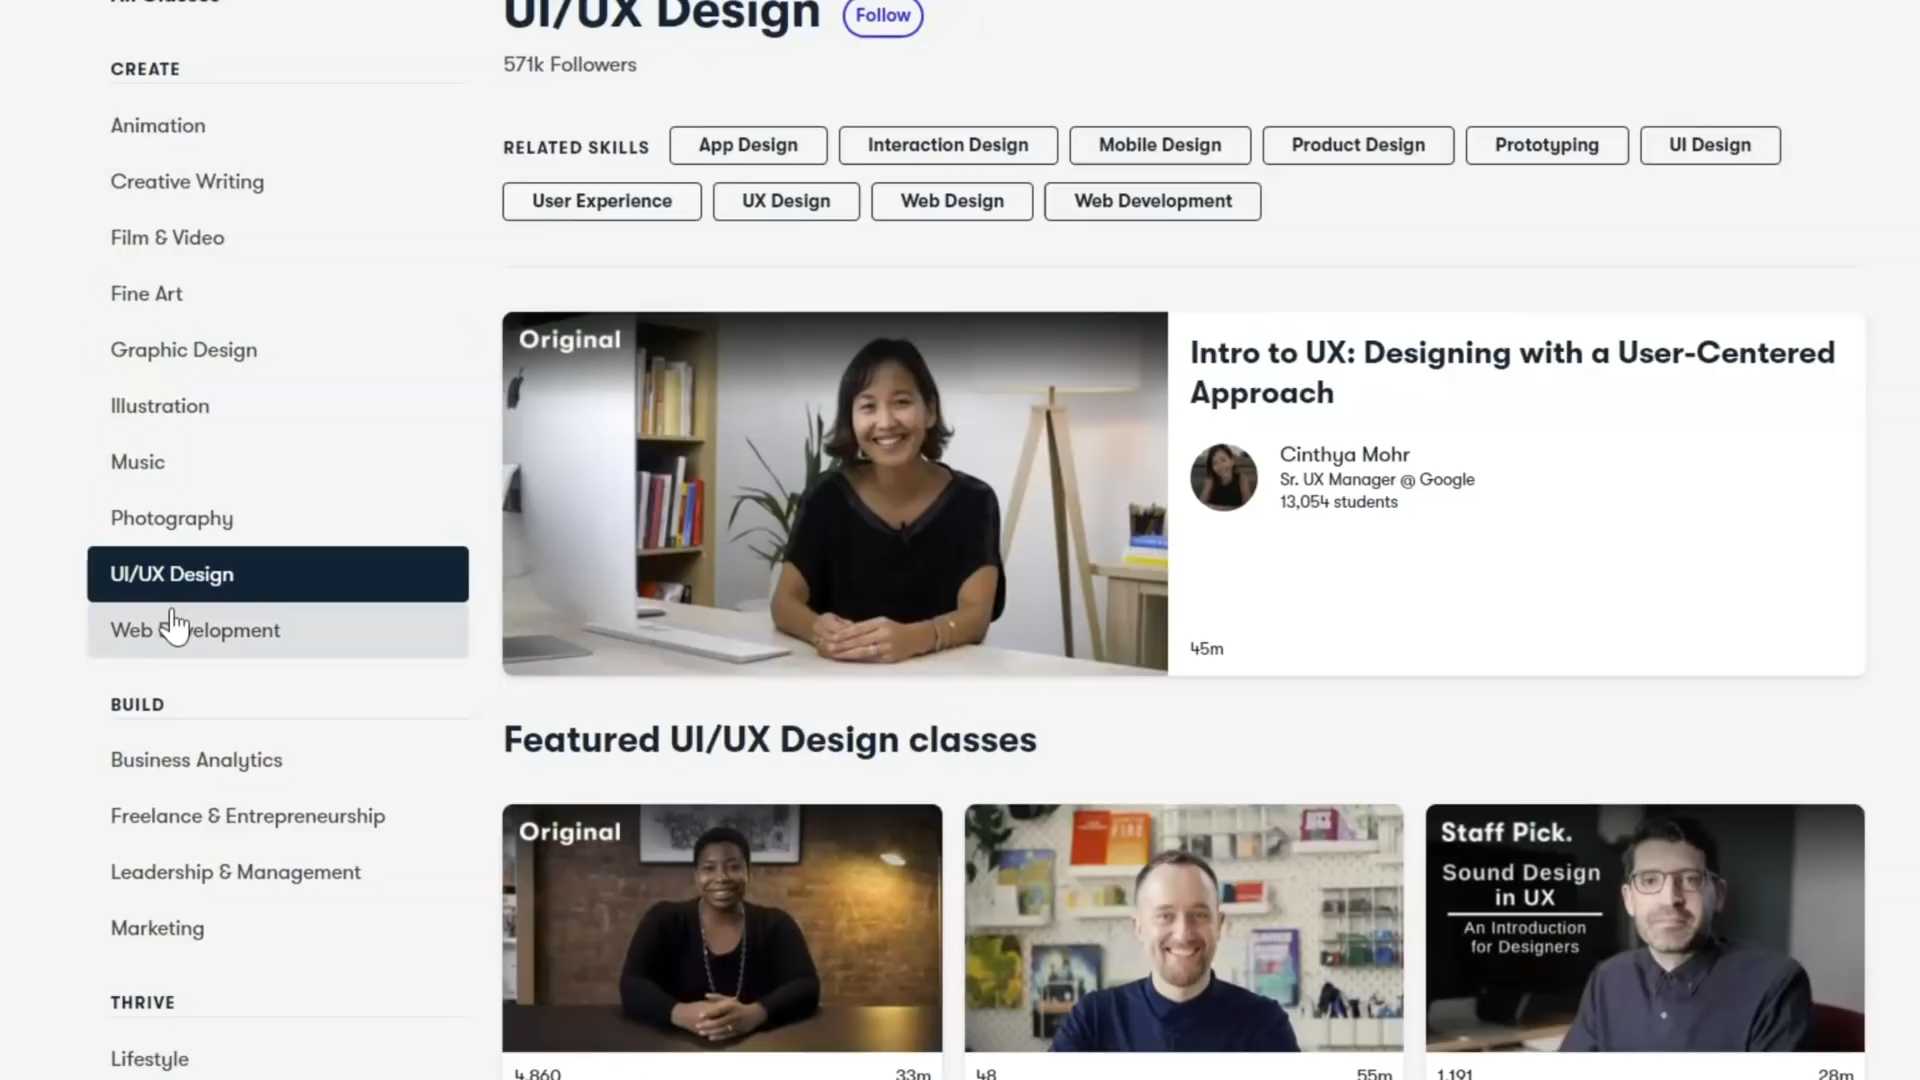 UI/UX Design
Follow
571k Followers
CREATE
Animation
Creative Writing
Film & Video
Fine Art
Graphic Design
Illustration
Music
Photography
UI/UX Design
Web
BUILD
Business Analytics
Freelance & Entrepreneurship
Leadership & Management
Marketing
THRIVE
Lifestyle
RELATED SKILLS
App Design
Interaction Design
Mobile Design
Product Design
Prototyping
UI Design
User Experience
UX Design
Web Design
Web Development
Original
Intro to UX: Designing with a User-Centered
Approach
Cinthya Mohr
Sr. UX Manager @ Google
13,054 students
45m
Featured UI/UX Design classes
Original
4,860
33m
48
55m
Staff Pick.
Sound Design
in UX
An Introduction
for Designers
1,191
28m